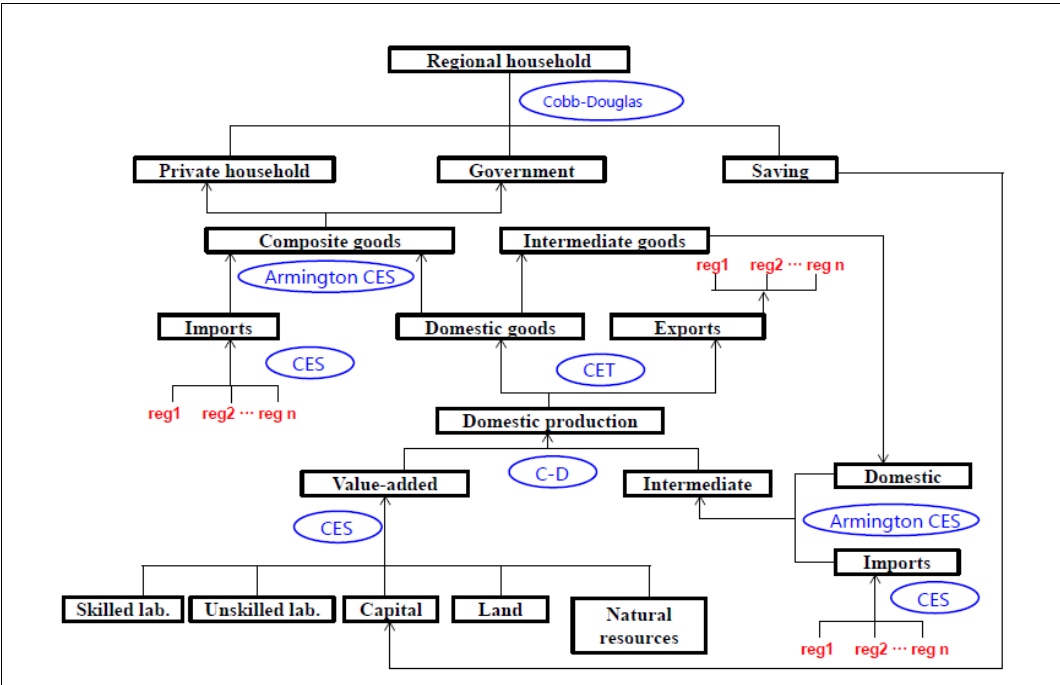 Regional household
Cobb-Douglas
Private household
Government
Saving
Composite goods
Intermediate goods
Armington CES
reg1 reg2 ··· reg n
Imports
Domestic goods
Exports
CES
CET
reg1 reg2 ··· reg n
Domestic production
C-D
Value-added
Intermediate
Domestic
CES
Armington CES
Imports
Skilled lab.
Unskilled lab.
Capital
Land
Natural
resources
CES
reg1 reg2 ··· reg n